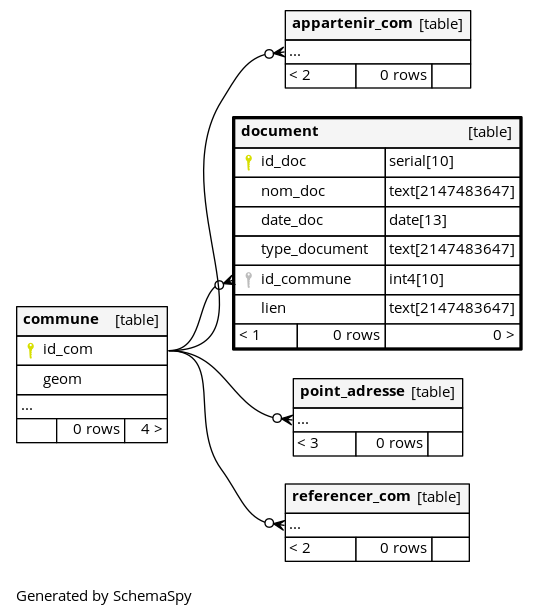 appartenir_com [table]
...
< 2 0 rows
document [table]
id_doc serial[10]
nom_doc text[2147483647]
date_doc date[13]
type_document text[2147483647]
id_commune int4[10]
lien text[2147483647]
< 1 0 rows 0 >
commune [table]
id_com
geom
...
0 rows 4 >
point_adresse [table]
...
< 3 0 rows
referencer_com [table]
...
< 2 0 rows
Generated by SchemaSpy